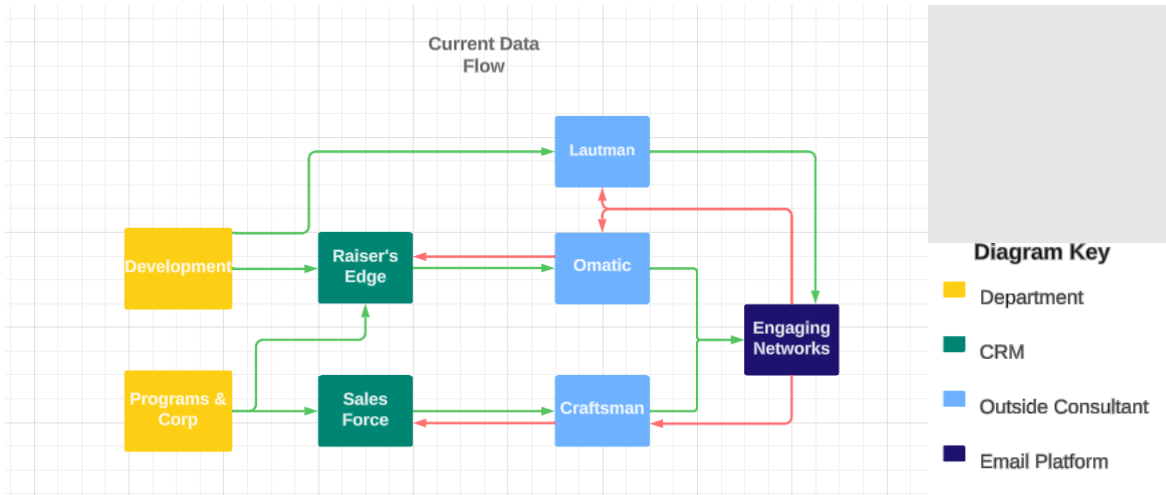 Current Data
Flow
Lautman
Development
Raiser's
Edge
Omatic
Engaging
Networks
Programs &
Corp
Sales
Force
Craftsman
Diagram Key
Department
CRM
Outside Consultant
Email Platform